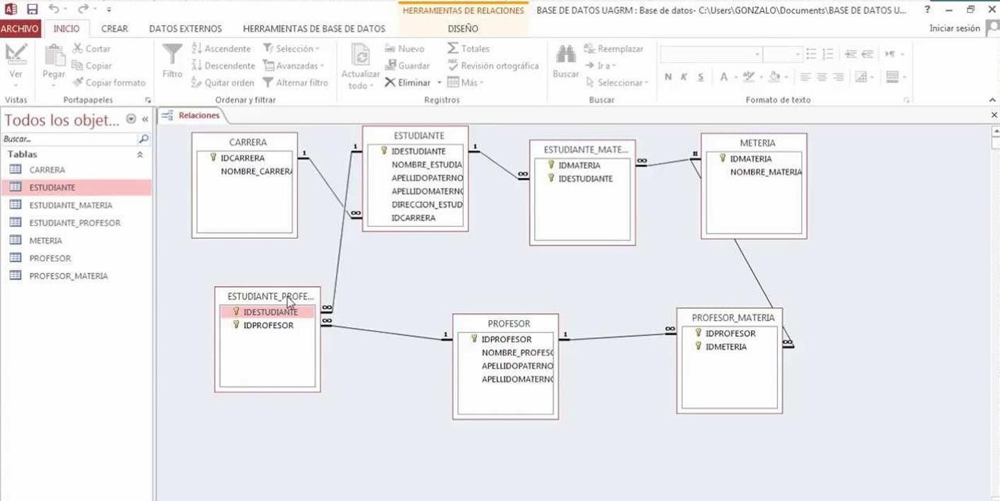 HERRAMIENTAS DE RELACIONES BASE DE DATOS UAGRM : Base de datos- C:\Users\GONZALO\Documents\BASE DE DATOS U... ?
ARCHIVO INICIO CREAR DATOS EXTERNOS HERRAMIENTAS DE BASE DE DATOS DISEÑO Iniciar sesión
Ver
Vistas
Pegar
Cortar
Copiar
Copiar formato
Portapapeles
Filtro
Ascendente
Descendente
Quitar orden
Selección
Avanzadas
Alternar filtro
Ordenar y filtrar
Actualizar
todo
Nuevo
Guardar
Eliminar
Totales
Revisión ortográfica
Más
Registros
Buscar
Reemplazar
Ir a
Seleccionar
Buscar
N K S A
Formato de texto
Todos los objet...
Buscar...
Tablas
CARRERA
ESTUDIANTE
ESTUDIANTE_MATERIA
ESTUDIANTE_PROFESOR
METERIA
PROFESOR
PROFESOR_MATERIA
Relaciones
CARRERA
IDCARRERA
NOMBRE_CARRERA
1
∞
ESTUDIANTE
IDESTUDIANTE
NOMBRE_ESTUDIA
APELLIDOPATERNO
APELLIDOMATERNO
DIRECCION_ESTUD
IDCARRERA
1
1
∞
ESTUDIANTE_MATE...
IDMATERIA
IDESTUDIANTE
∞
1
METERIA
IDMATERIA
NOMBRE_MATERIA
ESTUDIANTE_PROFE...
IDESTUDIANTE
IDPROFESOR
∞
∞
1
PROFESOR
IDPROFESOR
NOMBRE_PROFESO
APELLIDOPATERNO
APELLIDOMATERNO
1
∞
PROFESOR_MATERIA
IDPROFESOR
IDMETERIA
∞